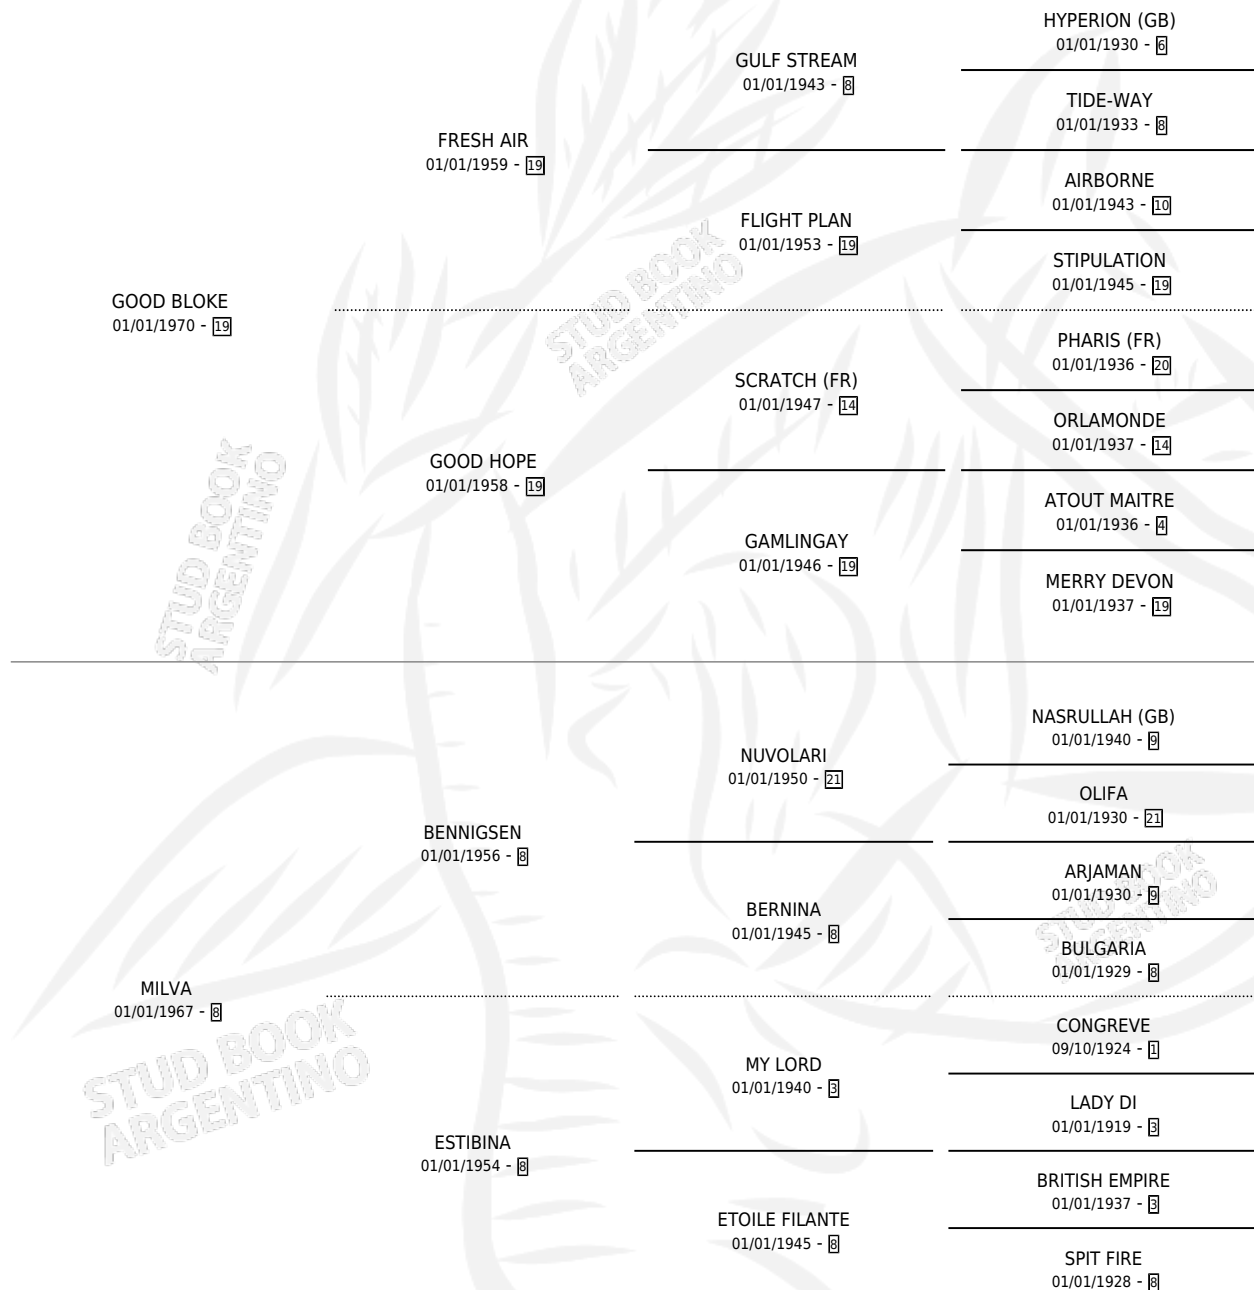 HYPERION (GB)
01/01/1930 - 6
GULF STREAM
01/01/1943 - 8
TIDE-WAY
01/01/1933 - 8
FRESH AIR
01/01/1959 - 19
AIRBORNE
01/01/1943 - 10
FLIGHT PLAN
01/01/1953 - 19
STIPULATION
01/01/1945 - 19
GOOD BLOKE
01/01/1970 - 19
STUD BOOK
ARGENTINO
PHARIS (FR)
01/01/1936 - 20
SCRATCH (FR)
01/01/1947 - 14
ORLAMONDE
01/01/1937 - 14
GOOD HOPE
01/01/1958 - 19
ATOUT MAITRE
01/01/1936 - 4
GAMLINGAY
01/01/1946 - 19
MERRY DEVON
01/01/1937 - 19
STUD BOOK
ARGENTINO
NASRULLAH (GB)
01/01/1940 - 9
NUVOLARI
01/01/1950 - 21
OLIFA
01/01/1930 - 21
BENNIGSEN
01/01/1956 - 8
ARJAMAN
01/01/1930 - 9
BERNINA
01/01/1945 - 8
STUD BOOK
ARGENTINO
BULGARIA
01/01/1929 - 8
MILVA
01/01/1967 - 8
CONGREVE
09/10/1924 - 1
MY LORD
01/01/1940 - 3
STUD BOOK
ARGENTINO
LADY DI
01/01/1919 - 3
ESTIBINA
01/01/1954 - 8
BRITISH EMPIRE
01/01/1937 - 3
ETOILE FILANTE
01/01/1945 - 8
SPIT FIRE
01/01/1928 - 8